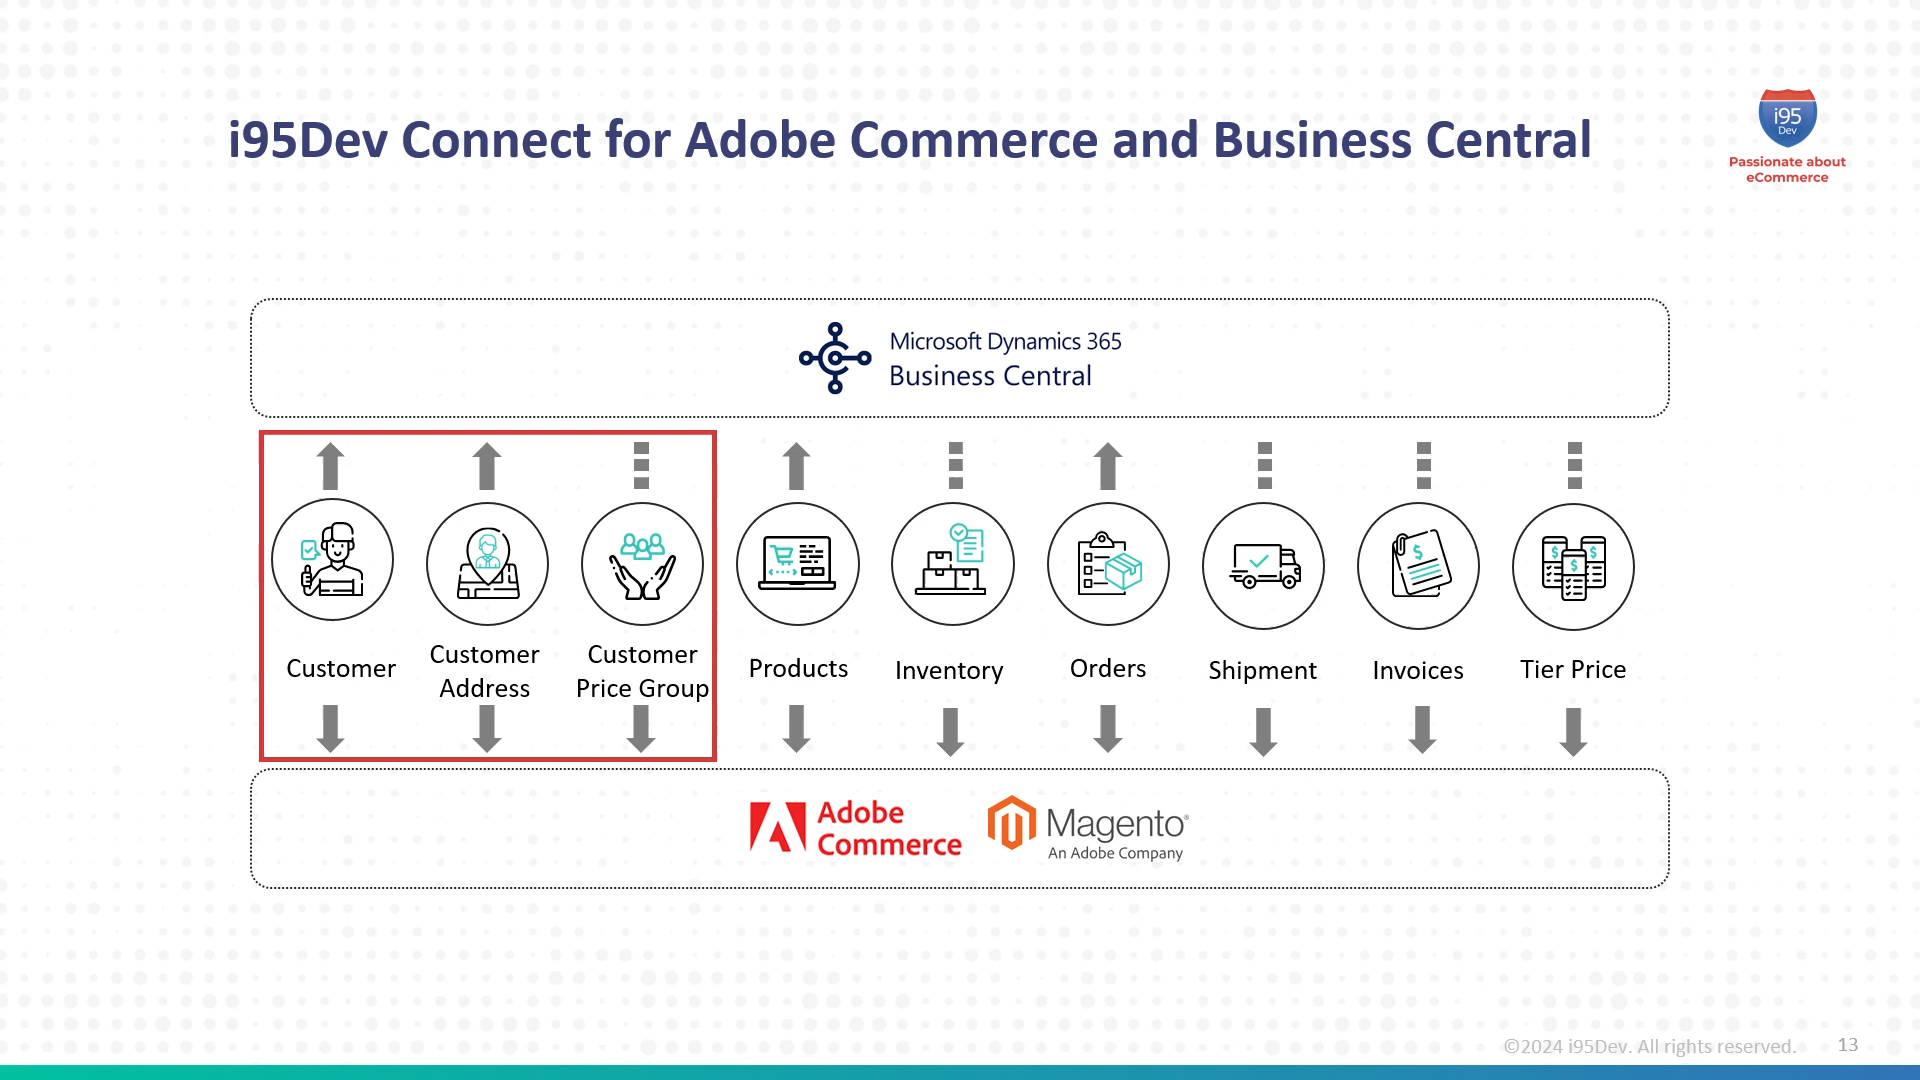 i95Dev Connect for Adobe Commerce and Business Central
i95
Dev
Passionate about
eCommerce
Microsoft Dynamics 365
Business Central
Customer
Customer
Address
Customer
Price Group
Products
Inventory
Orders
Shipment
Invoices
Tier Price
Adobe
Commerce
Magento®
An Adobe Company
©2024 i95Dev. All rights reserved.
13